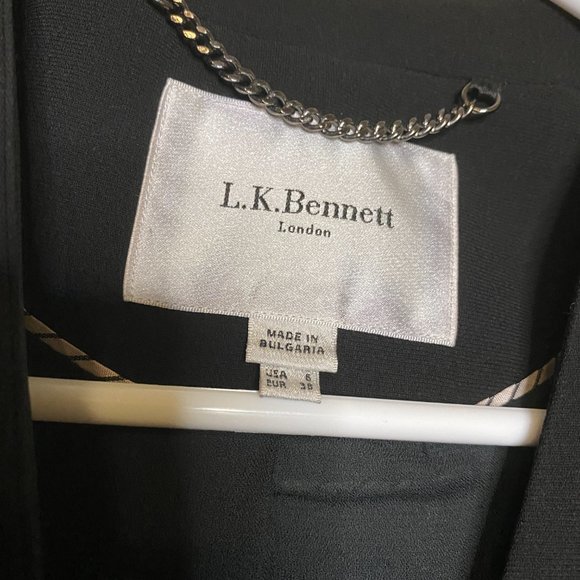 L.K.Bennett
London
MADE IN
BULGARIA
USA 6
EUR 38